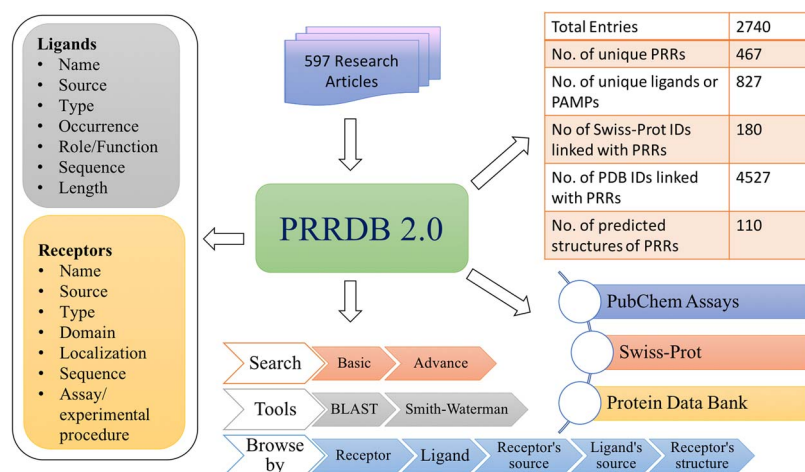 Ligands
• Name
• Source
• Type
• Occurrence
• Role/Function
• Sequence
• Length
Receptors
• Name
• Source
• Type
• Domain
• Localization
• Sequence
• Assay/
experimental
procedure
597 Research
Articles
PRRDB 2.0
Total Entries 2740
No. of unique PRRs 467
No. of unique ligands or 827
PAMPs
No of Swiss-Prot IDs 180
linked with PRRs
No. of PDB IDs linked 4527
with PRRs
No. of predicted 110
structures of PRRs
PubChem Assays
Swiss-Prot
Protein Data Bank
Search Basic Advance
Tools BLAST Smith-Waterman
Browse
by
Receptor
Ligand
Receptor's
source
Ligand's
source
Receptor's
structure